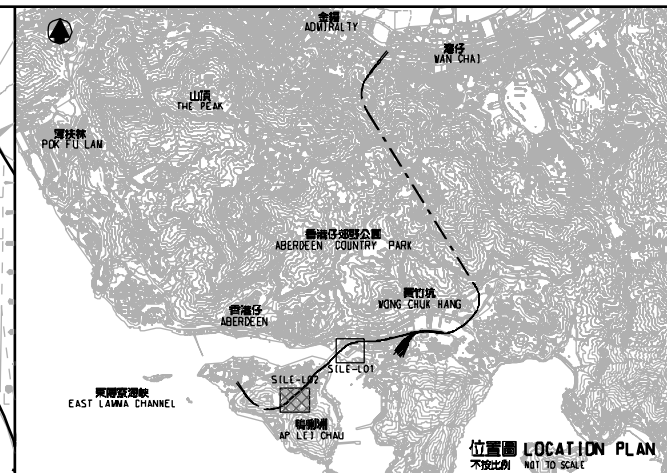 金鐘
ADMIRALTY
灣仔
WAN CHAI
山頂
THE PEAK
薄扶林
POK FU LAM
香港仔郊野公園
ABERDEEN COUNTRY PARK
黃竹坑
WONG CHUK HANG
香港仔
ABERDEEN
SILE-L01
SILE-L02
東博寮海峽
EAST LAMMA CHANNEL
鴨脷洲
AP LEI CHAU
位置圖 LOCATION PLAN
不按比例 NOT TO SCALE